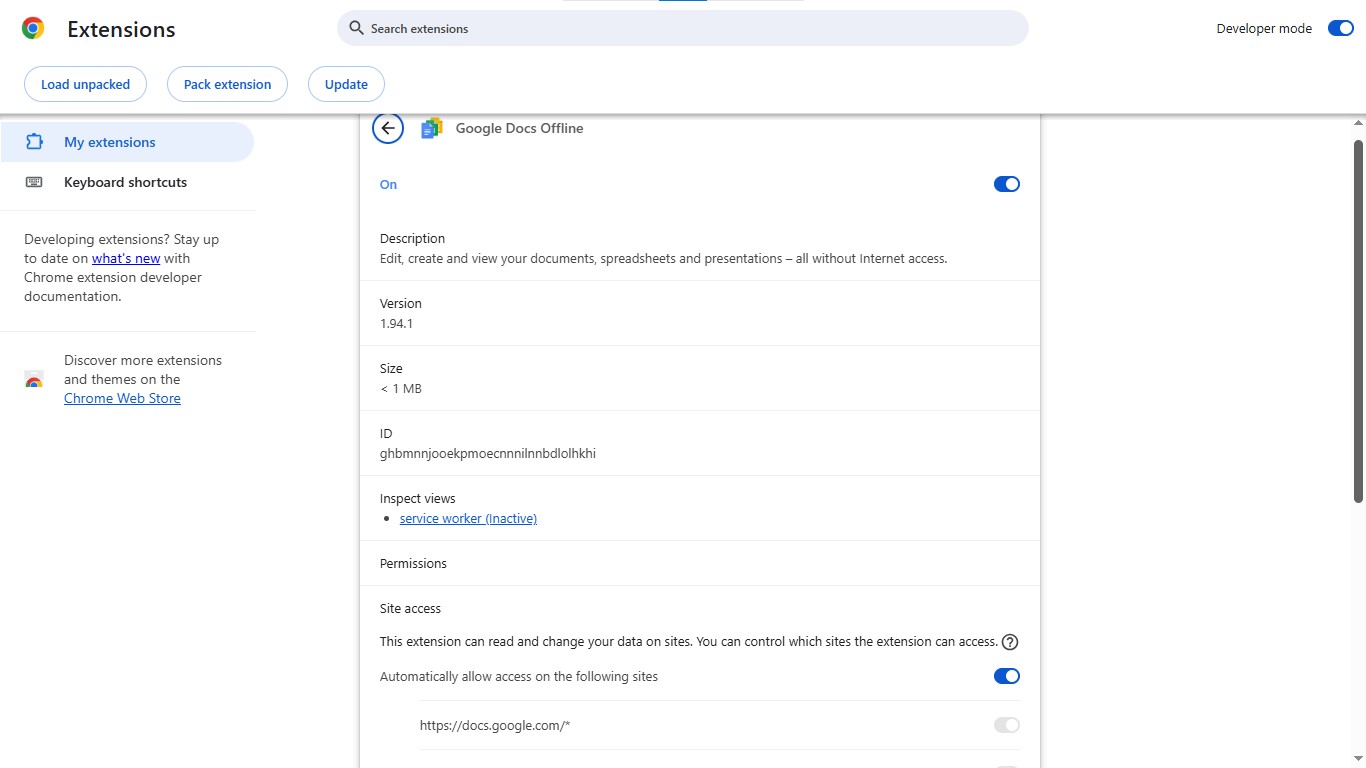 Extensions
Search extensions
Developer mode
Load unpacked
Pack extension
Update
My extensions
Keyboard shortcuts
Developing extensions? Stay up
to date on what's new with
Chrome extension developer
documentation.
Discover more extensions
and themes on the
Chrome Web Store
Google Docs Offline
On
Description
Edit, create and view your documents, spreadsheets and presentations – all without Internet access.
Version
1.94.1
Size
< 1 MB
ID
ghbmnnjooekpmoecnnnilnnbdlolhkhi
Inspect views
service worker (Inactive)
Permissions
Site access
This extension can read and change your data on sites. You can control which sites the extension can access.
Automatically allow access on the following sites
https://docs.google.com/*